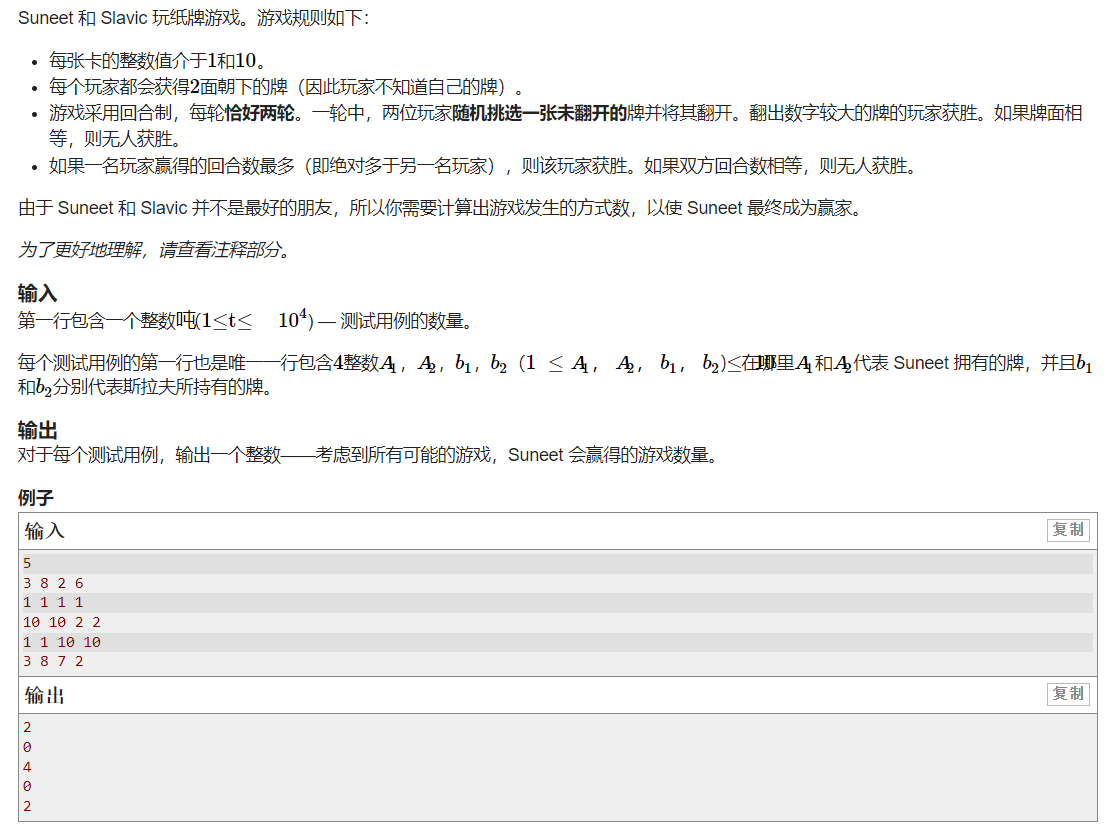 Suneet 和 Slavic 玩纸牌游戏。游戏规则如下：
• 每张卡的整数值介于1和10。
• 每个玩家都会获得2面朝下的牌（因此玩家不知道自己的牌）。
• 游戏采用回合制，每轮恰好两轮。一轮中，两位玩家随机挑选一张未翻开的牌并将其翻开。翻出数字较大的牌的玩家获胜。如果牌面相
等，则无人获胜。
• 如果一名玩家赢得的回合数最多（即绝对多于另一名玩家），则该玩家获胜。如果双方回合数相等，则无人获胜。
由于 Suneet 和 Slavic 并不是最好的朋友，所以你需要计算出游戏发生的方式数，以使 Suneet 最终成为赢家。
为了更好地理解，请查看注释部分。
输入
第一行包含一个整数吨(1≤t≤ 10⁴) — 测试用例的数量。
每个测试用例的第一行也是唯一一行包含4整数A₁，A₂，b₁，b₂（1 ≤ A₁， A₂， b₁， b₂)≤在哪里A₁和A₂代表 Suneet 拥有的牌，并且b₁
和b₂分别代表斯拉夫所持有的牌。
输出
对于每个测试用例，输出一个整数——考虑到所有可能的游戏，Suneet 会赢得的游戏数量。
例子
输入 复制
5
3 8 2 6
1 1 1 1
10 10 2 2
1 1 10 10
3 8 7 2
输出 复制
2
0
4
0
2